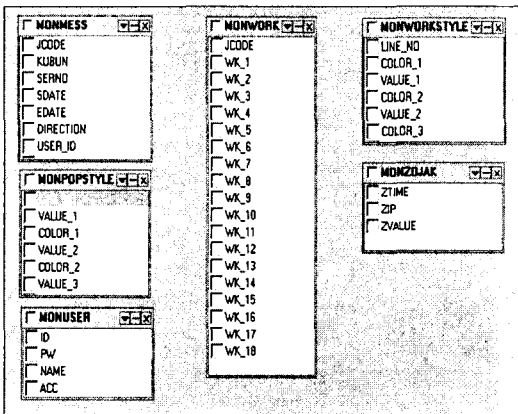 MONMESS
JCODE
KUBUN
SERNO
SDATE
EDATE
DIRECTION
USER_ID
MONPOPSTYLE
VALUE_1
COLOR_1
VALUE_2
COLOR_2
VALUE_3
MONUSER
ID
PW
NAME
ACC
MONWORK
JCODE
WK_1
WK_2
WK_3
WK_4
WK_5
WK_6
WK_7
WK_8
WK_9
WK_10
WK_11
WK_12
WK_13
WK_14
WK_15
WK_16
WK_17
WK_18
MONWORKSTYLE
LINE_NO
COLOR_1
VALUE_1
COLOR_2
VALUE_2
COLOR_3
MONZOJAK
ZTIME
ZIP
ZVALUE